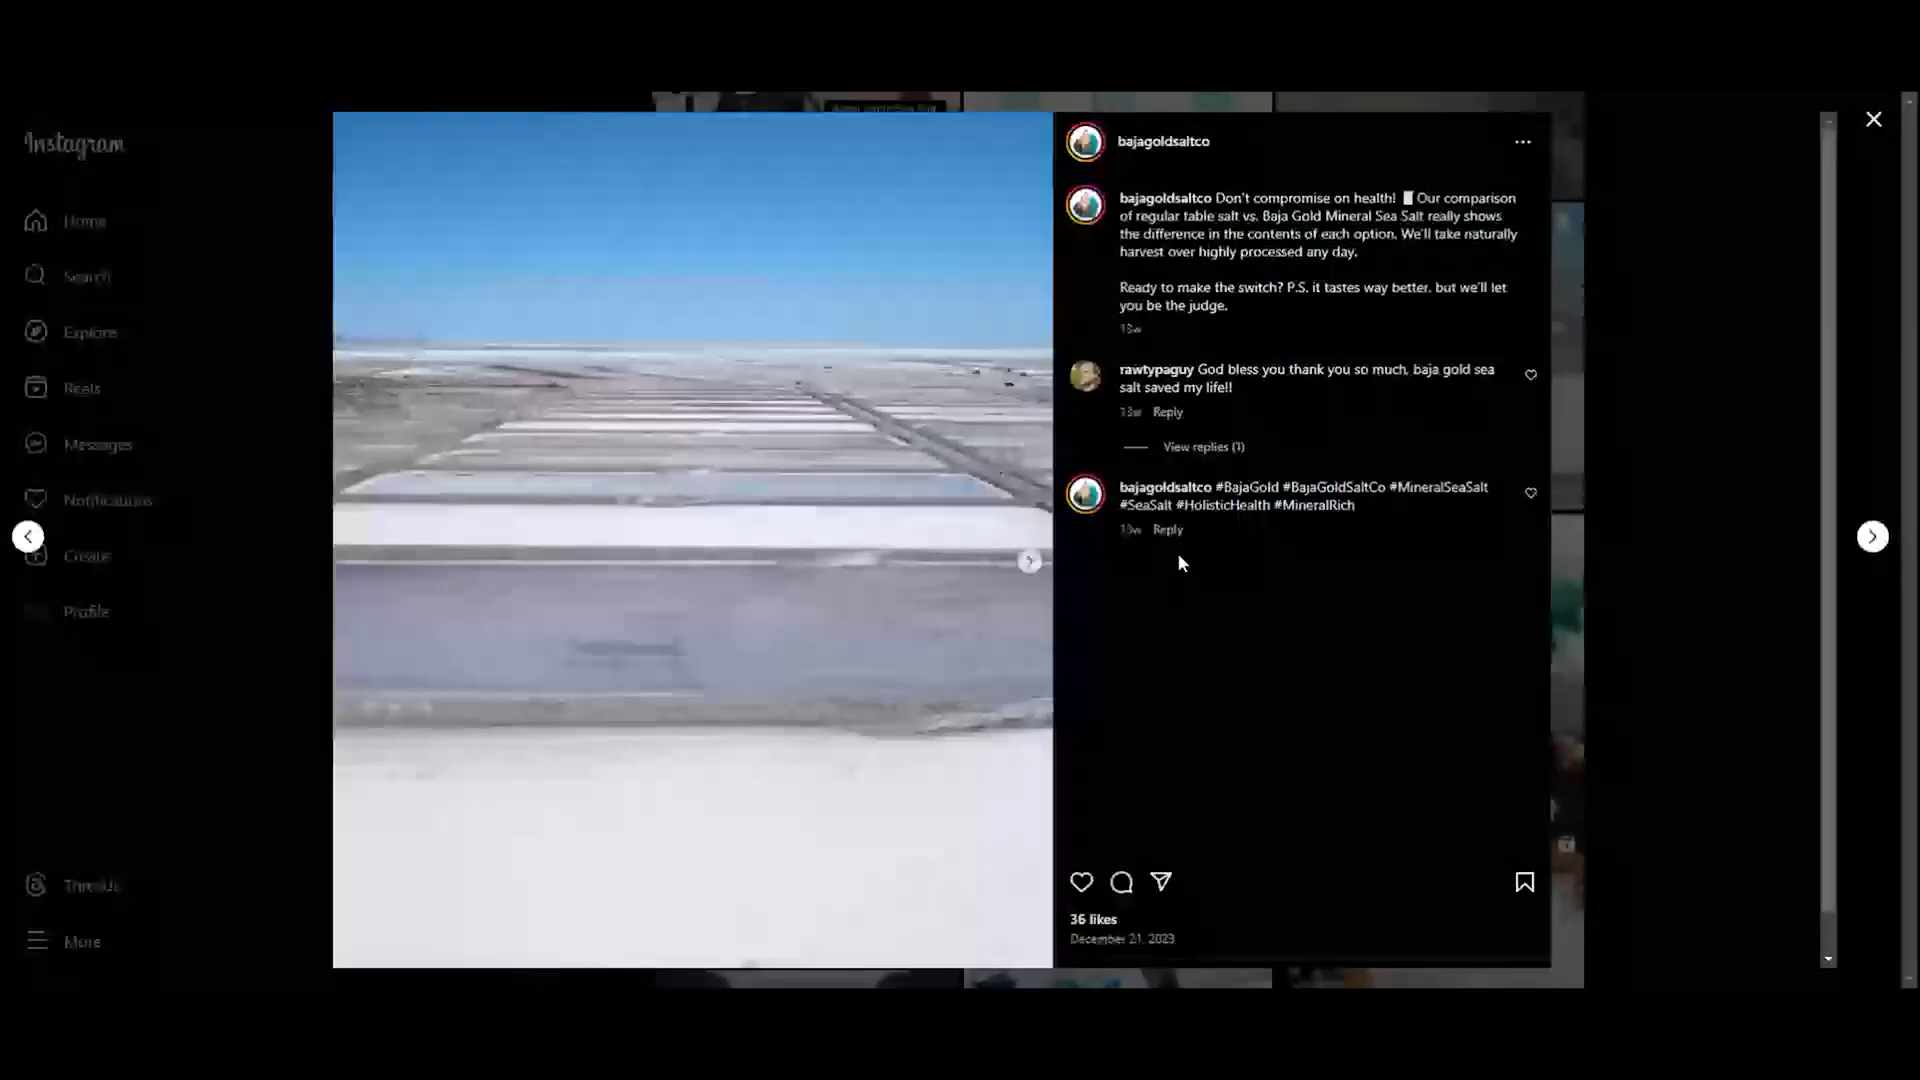 Instagram
Home
Search
Explore
Reels
Messages
Notifications
Create
Profile
Threads
More
bajagoldsaltco
bajagoldsaltco Don't compromise on health! Our comparison
of regular table salt vs. Baja Gold Mineral Sea Salt really shows
the difference in the contents of each option. We'll take naturally
harvest over highly processed any day.
Ready to make the switch? P.S. it tastes way better, but we'll let
you be the judge.
18w
rawtypaguy God bless you thank you so much, baja gold sea
salt saved my life!!
18w Reply
View replies (1)
bajagoldsaltco #BajaGold #BajaGoldSaltCo #MineralSeaSalt
#SeaSalt #HolisticHealth #MineralRich
18w Reply
36 likes
December 21, 2023